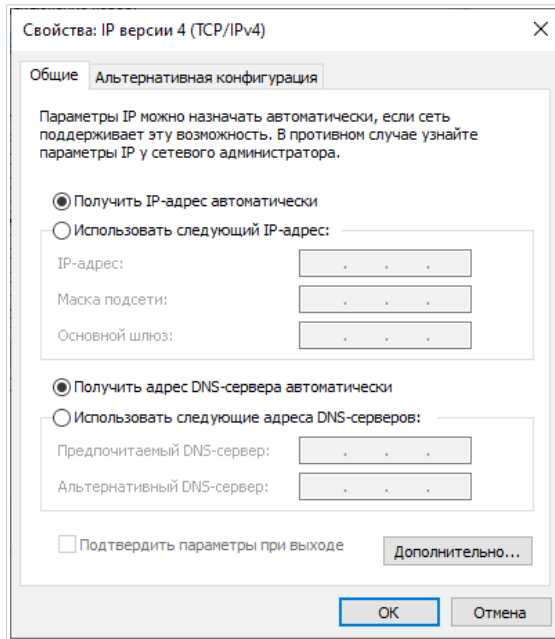 Свойства: IP версии 4 (TCP/IPv4)
Общие
Альтернативная конфигурация
Параметры IP можно назначать автоматически, если сеть
поддерживает эту возможность. В противном случае узнайте
параметры IP у сетевого администратора.
Получить IP-адрес автоматически
Использовать следующий IP-адрес:
IP-адрес:
Маска подсети:
Основной шлюз:
Получить адрес DNS-сервера автоматически
Использовать следующие адреса DNS-серверов:
Предпочитаемый DNS-сервер:
Альтернативный DNS-сервер:
Подтвердить параметры при выходе
Дополнительно...
ОК
Отмена